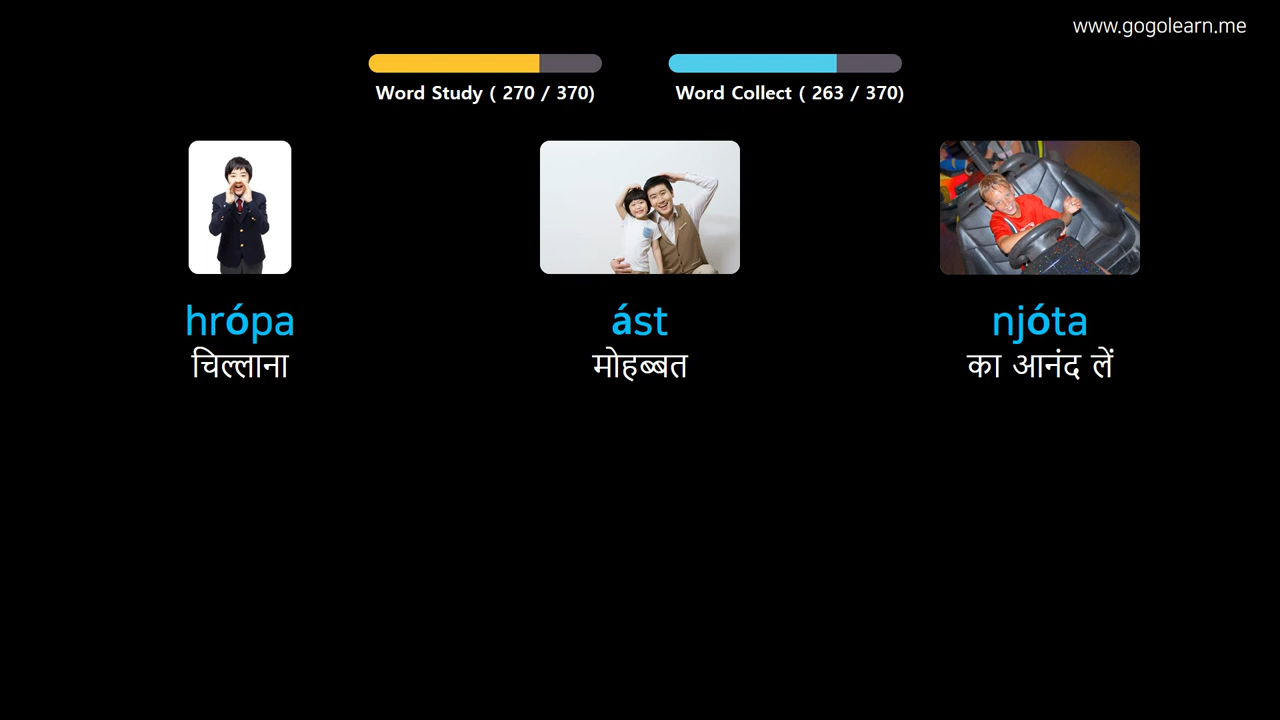 www.gogolearn.me
Word Study ( 270 / 370)
Word Collect ( 263 / 370)
hrópa
ást
njóta
चिल्लाना
मोहब्बत
का आनंद लें